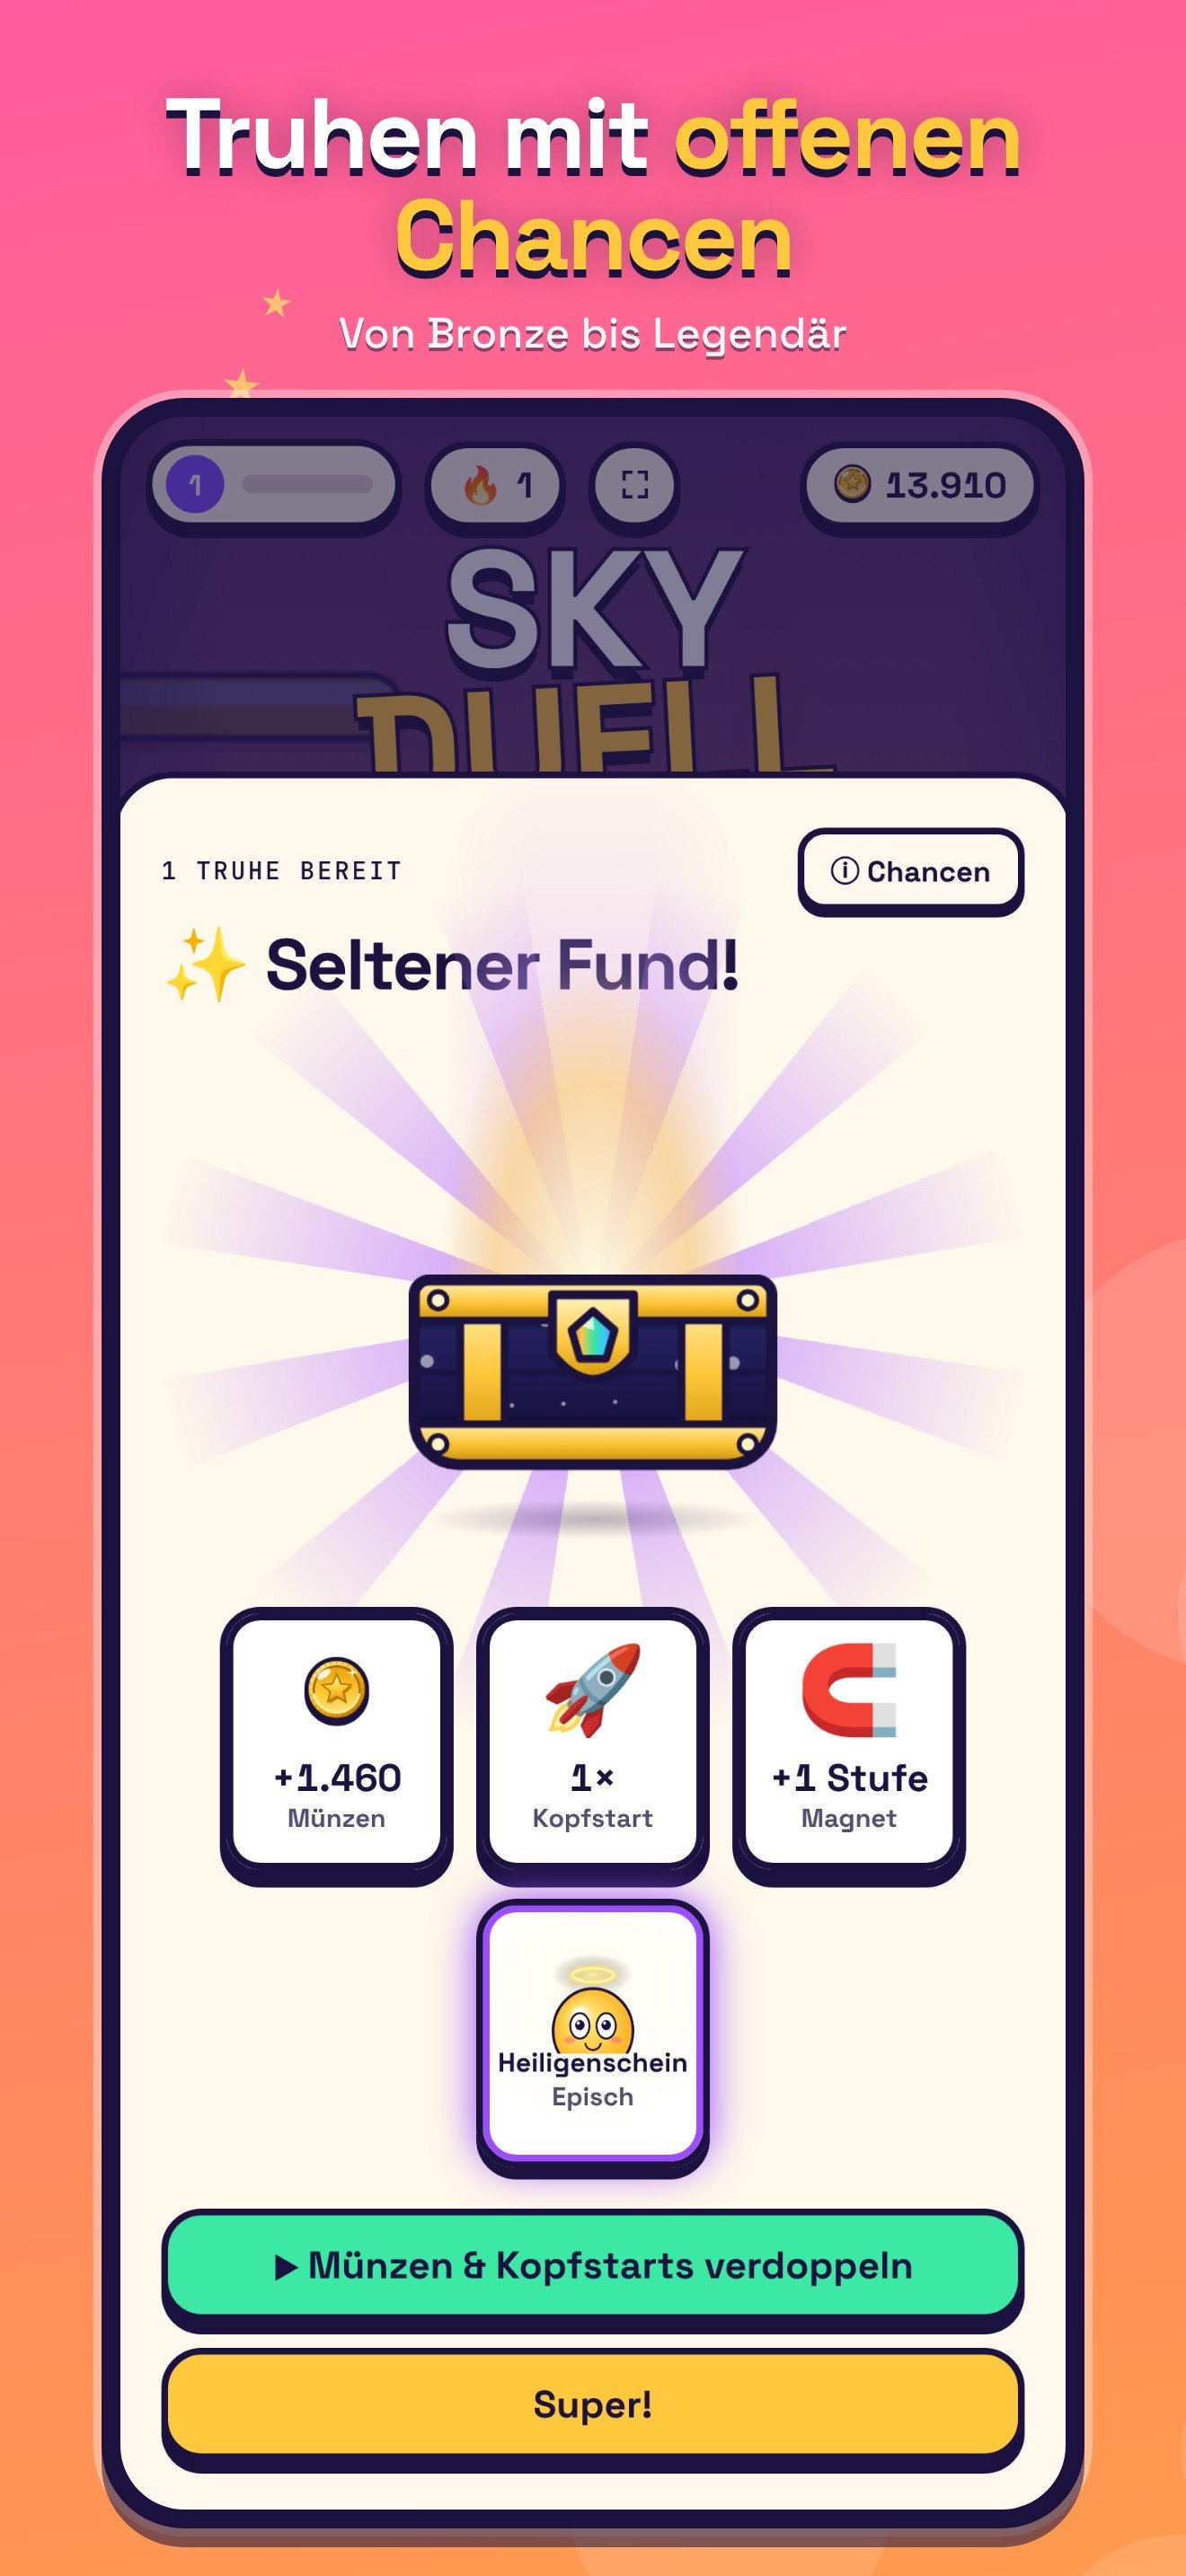 Truhen mit offenen
Chancen
Von Bronze bis Legendär
1
🔥 1
13.910
SKY
DUELL
1 TRUHE BEREIT
ⓘ Chancen
✨ Seltener Fund!
+1.460
Münzen
1×
Kopfstart
+1 Stufe
Magnet
Heiligenschein
Episch
▶ Münzen & Kopfstarts verdoppeln
Super!